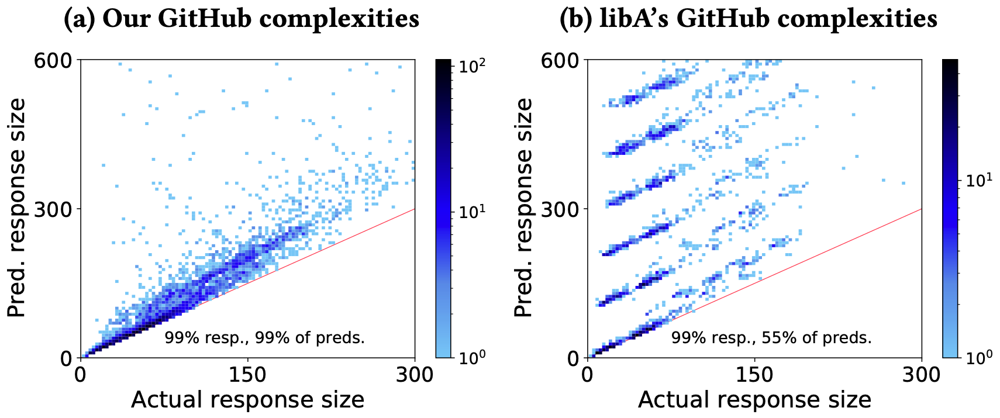 (a) Our GitHub complexities
600
300
0
0
150
300
Pred. response size
Actual response size
99% resp., 99% of preds.
10²
10¹
10⁰
(b) libA's GitHub complexities
600
300
0
0
150
300
Pred. response size
Actual response size
99% resp., 55% of preds.
10¹
10⁰